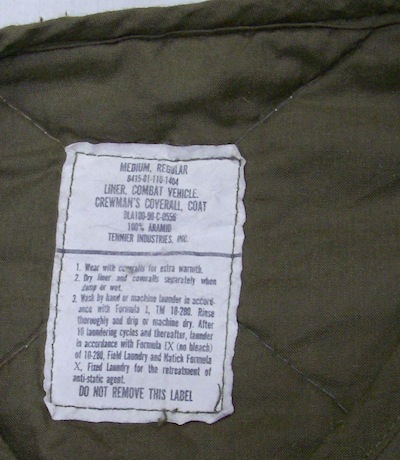 MEDIUM, REGULAR
8415-01-110-1404
LINER, COMBAT VEHICLE
CREWMAN'S COVERALL, COAT
DLA100-90-C-0556
100% ARAMID
TENNIER INDUSTRIES, INC.
1. Wear with coveralls for extra warmth.
2. Dry liner and coveralls separately when
damp or wet.
3. Wash by hand or machine launder in accord-
ance with Formula I, TM 10-280. Rinse
thoroughly and drip or machine dry. After
10 laundering cycles and thereafter, launder
in accordance with Formula IX (no bleach)
of 10-280, Field Laundry and Natick Formula
X, Fixed Laundry for the retreatment of
anti-static agent.
DO NOT REMOVE THIS LABEL